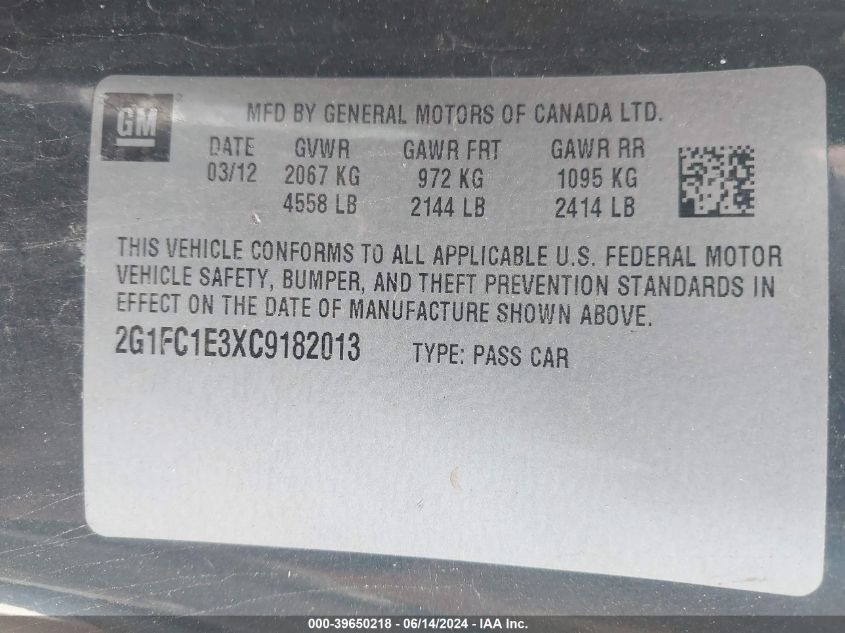 GM
MFD BY GENERAL MOTORS OF CANADA LTD.
DATE GVWR GAWR FRT GAWR RR
03/12 2067 KG 972 KG 1095 KG
4558 LB 2144 LB 2414 LB
THIS VEHICLE CONFORMS TO ALL APPLICABLE U.S. FEDERAL MOTOR
VEHICLE SAFETY, BUMPER, AND THEFT PREVENTION STANDARDS IN
EFFECT ON THE DATE OF MANUFACTURE SHOWN ABOVE.
2G1FC1E3XC9182013 TYPE: PASS CAR
000-39650218 - 06/14/2024 - IAA Inc.